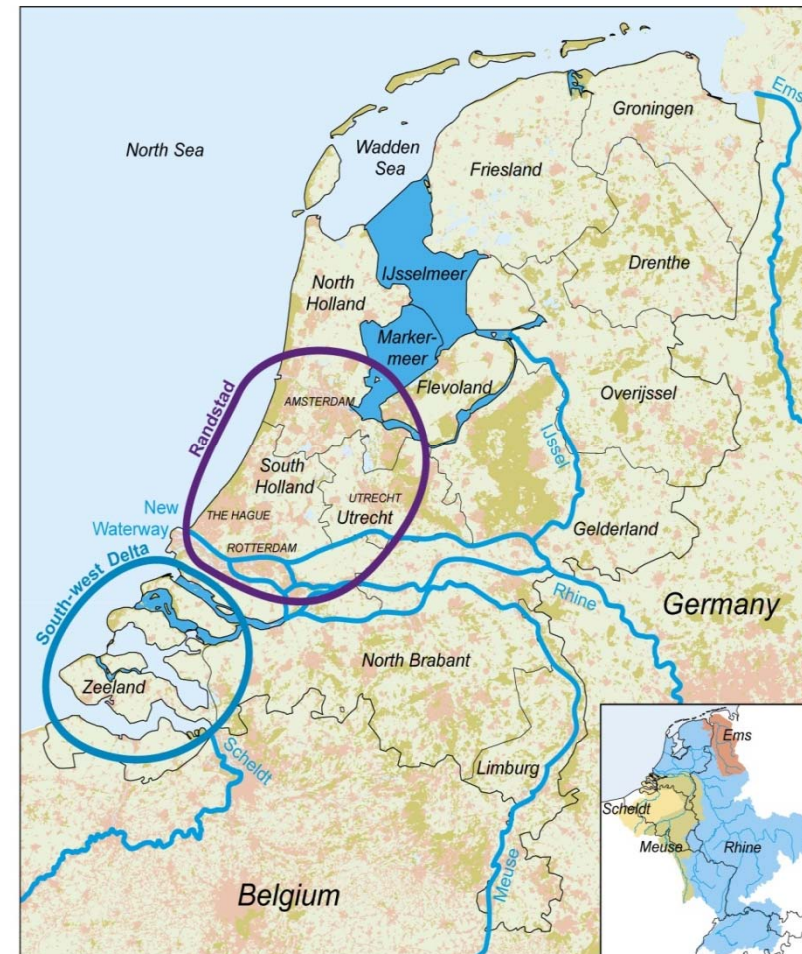 Groningen
Ems
North Sea
Wadden
Sea
Friesland
IJsselmeer
Drenthe
North
Holland
Marker-
meer
Flevoland
Overijssel
Randstad
AMSTERDAM
IJssel
South
Holland
UTRECHT
Utrecht
New
Waterway
THE HAGUE
ROTTERDAM
Gelderland
South-west Delta
Rhine
Germany
Zeeland
North Brabant
Scheldt
Limburg
Meuse
Belgium
Ems
Scheldt
Meuse
Rhine